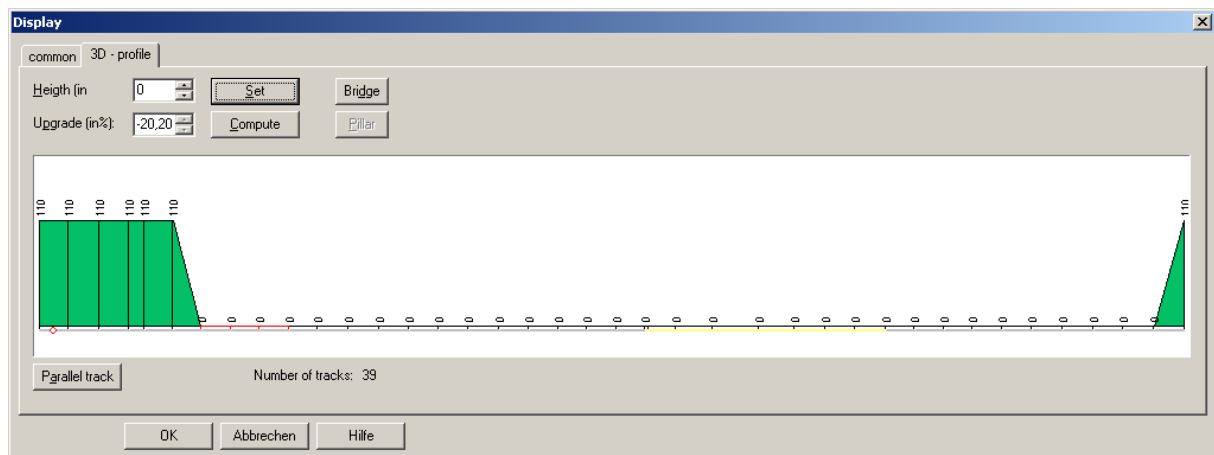 Display
common 3D - profile
Heigth (in 0 Set Bridge
Upgrade (in%): -20,20 Compute Pillar
110 110 110 110 110 110 0 0 0 0 0 0 0 0 0 0 0 0 0 0 0 0 0 0 0 0 0 0 0 0 0 0 0 0 0 0 0 0 110
Parallel track Number of tracks: 39
OK Abbrechen Hilfe